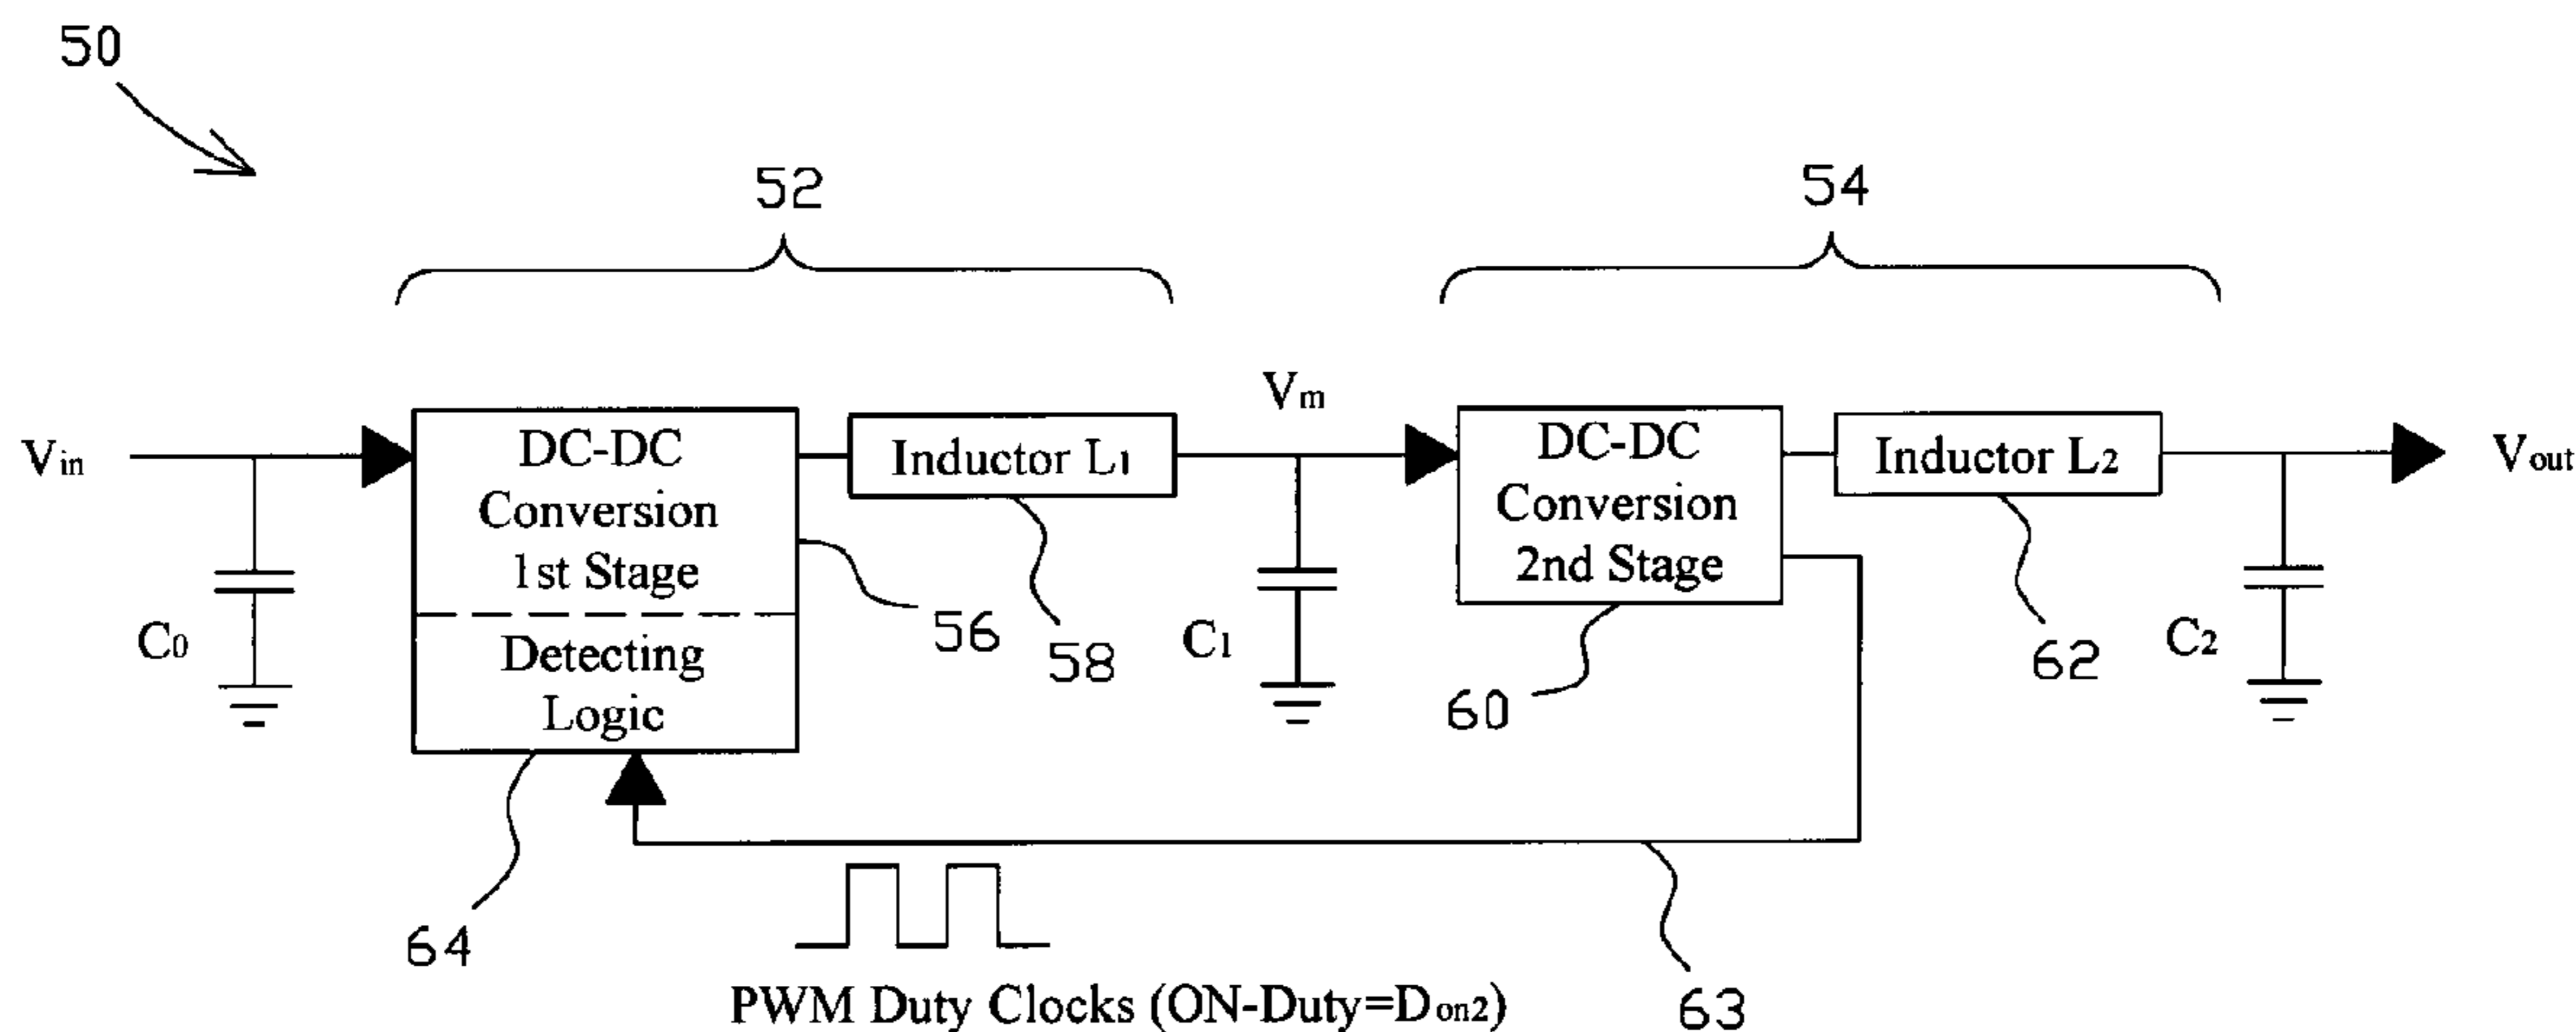 50
52
54
Vin
DC-DC
Conversion
1st Stage
Detecting
Logic
Inductor L1
Vm
DC-DC
Conversion
2nd Stage
Inductor L2
Vout
C0
56
58
C1
60
62
C2
64
PWM Duty Clocks (ON-Duty=Don2)
63